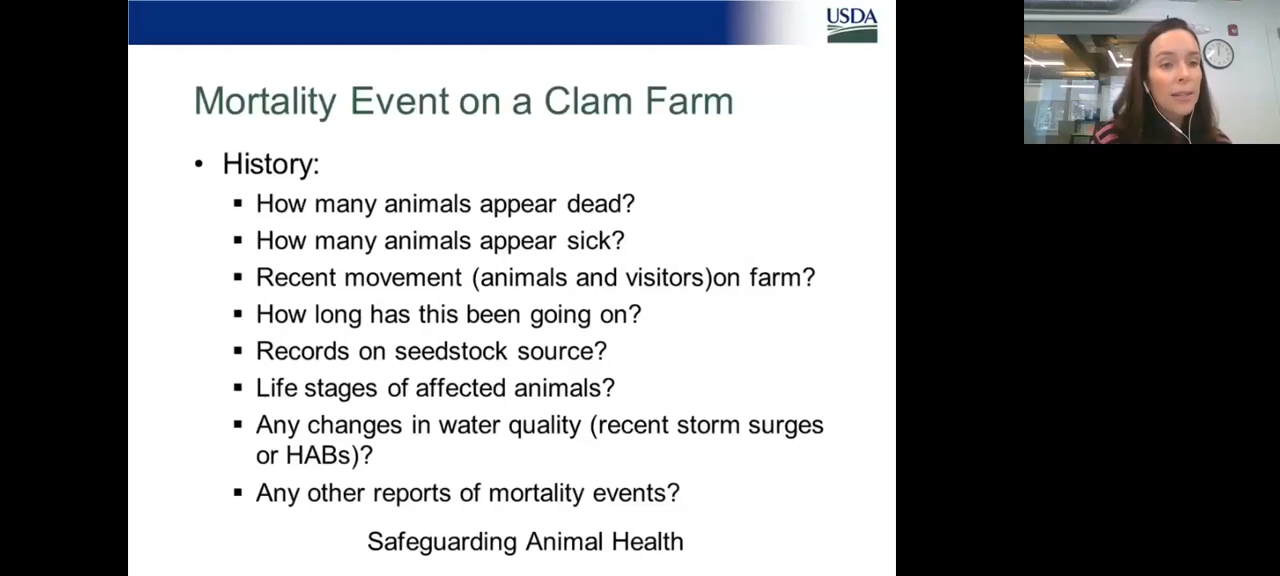 USDA
Mortality Event on a Clam Farm
• History:
▪ How many animals appear dead?
▪ How many animals appear sick?
▪ Recent movement (animals and visitors)on farm?
▪ How long has this been going on?
▪ Records on seedstock source?
▪ Life stages of affected animals?
▪ Any changes in water quality (recent storm surges
or HABs)?
▪ Any other reports of mortality events?
Safeguarding Animal Health